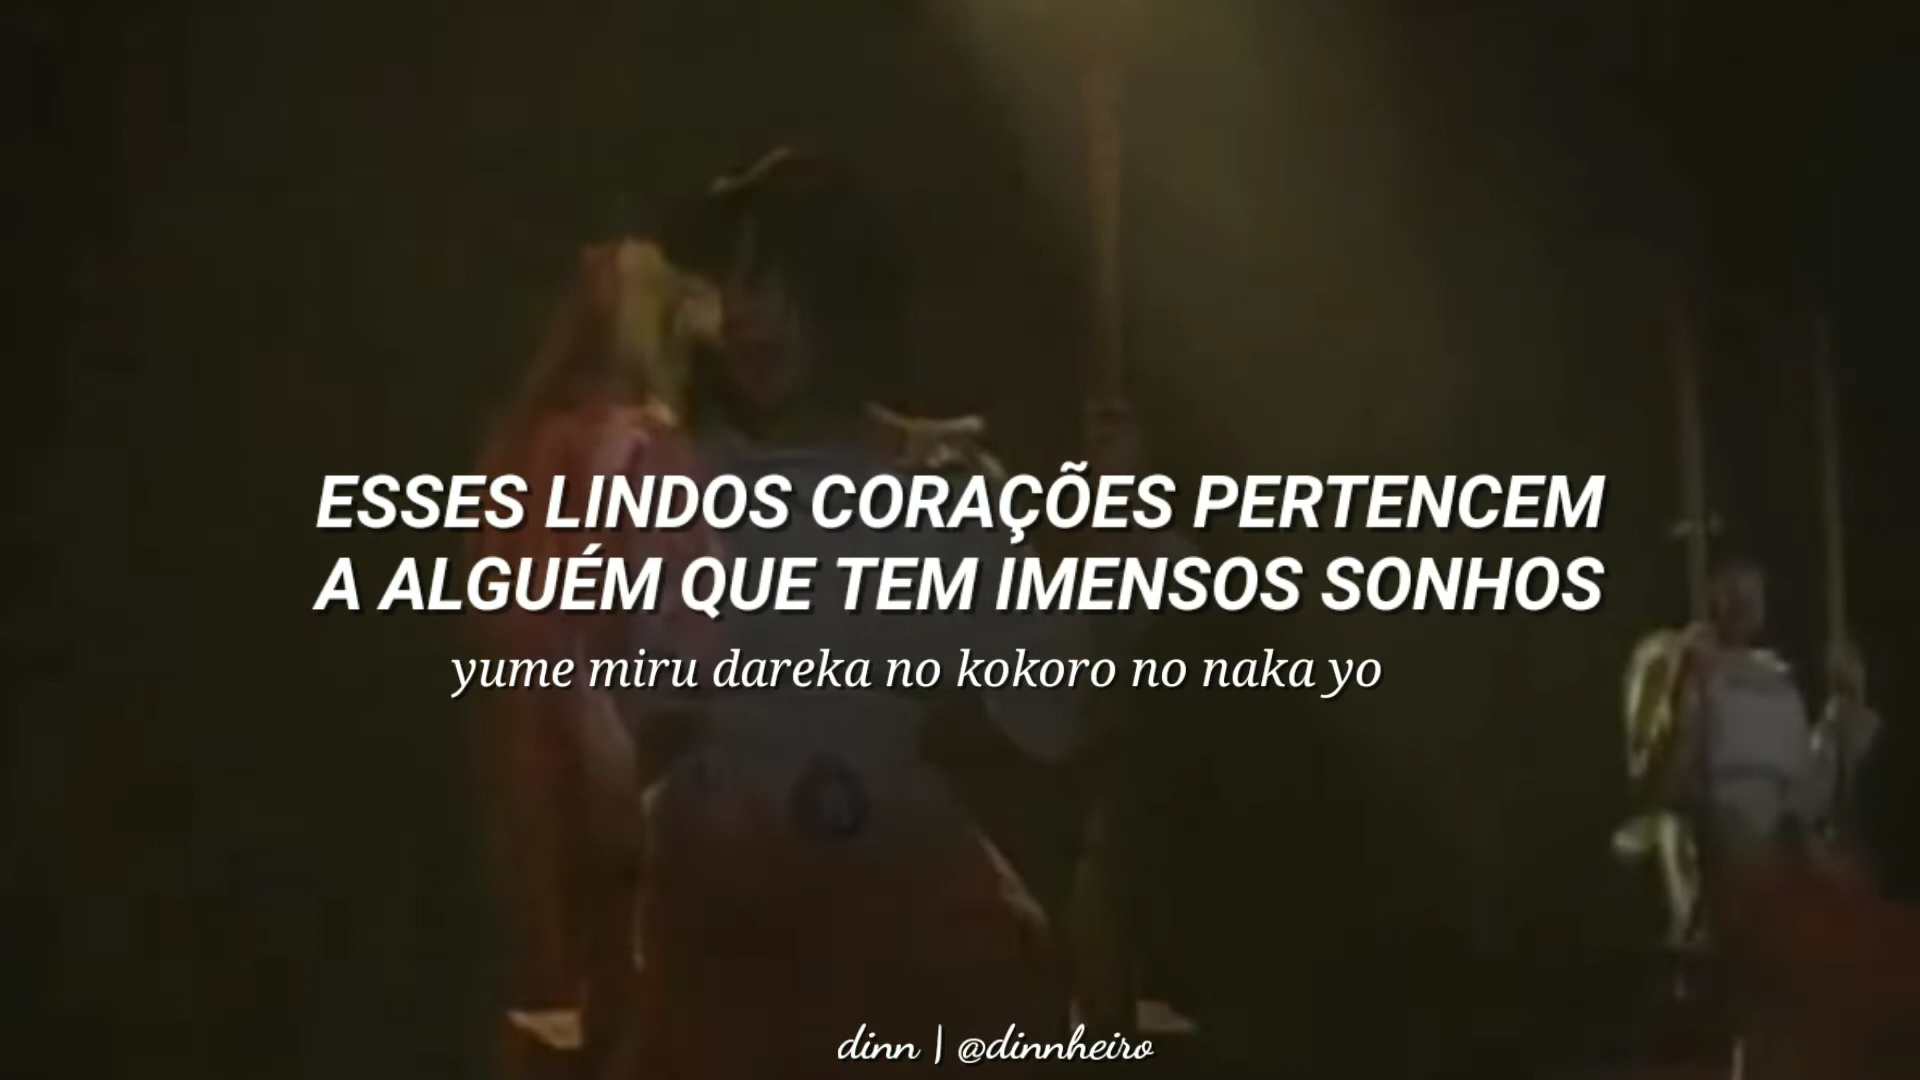 ESSES LINDOS CORAÇÕES PERTENCEM
A ALGUÉM QUE TEM IMENSOS SONHOS
yume miru dareka no kokoro no naka yo
dinn | @dinnheiro